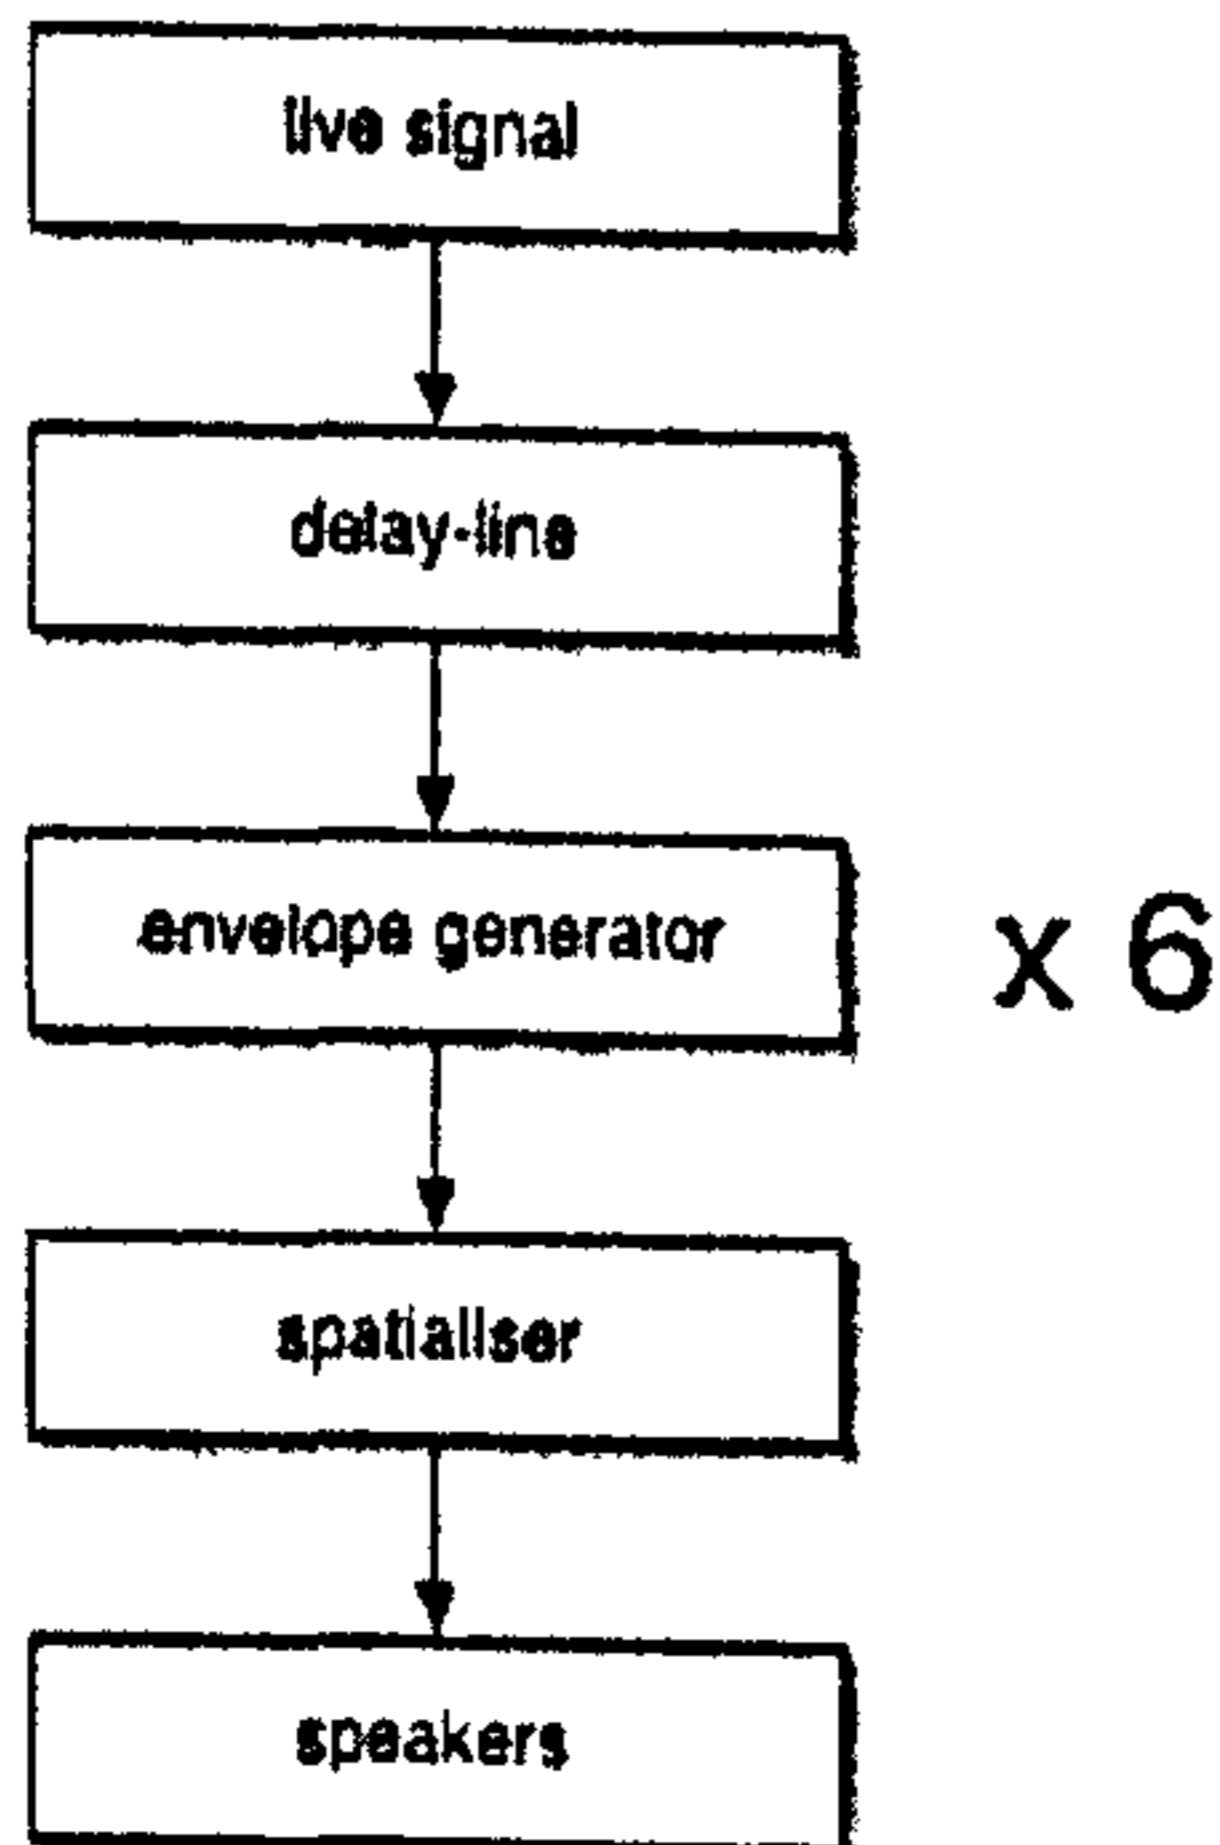 live signal
delay-line
envelope generator
x 6
spatialiser
speakers